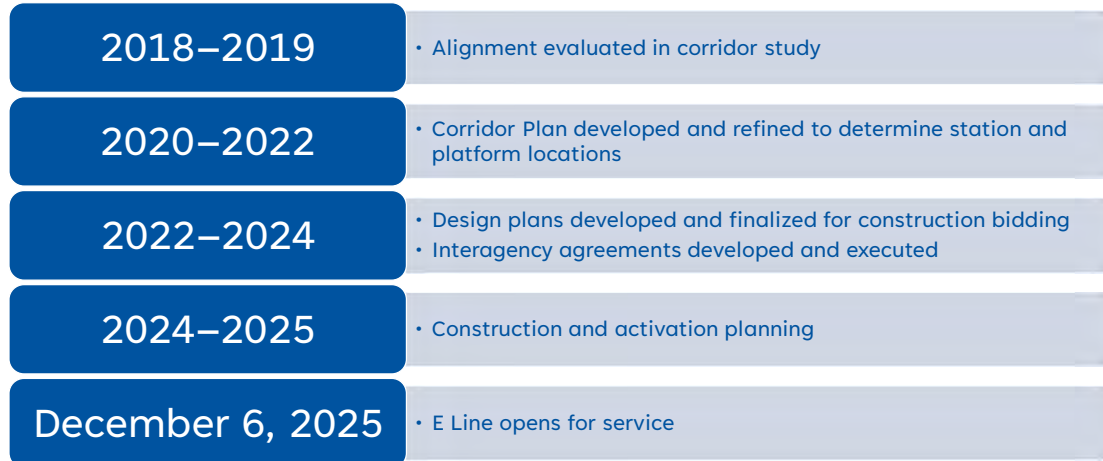 2018–2019
• Alignment evaluated in corridor study
2020–2022
• Corridor Plan developed and refined to determine station and
platform locations
2022–2024
• Design plans developed and finalized for construction bidding
• Interagency agreements developed and executed
2024–2025
• Construction and activation planning
December 6, 2025
• E Line opens for service